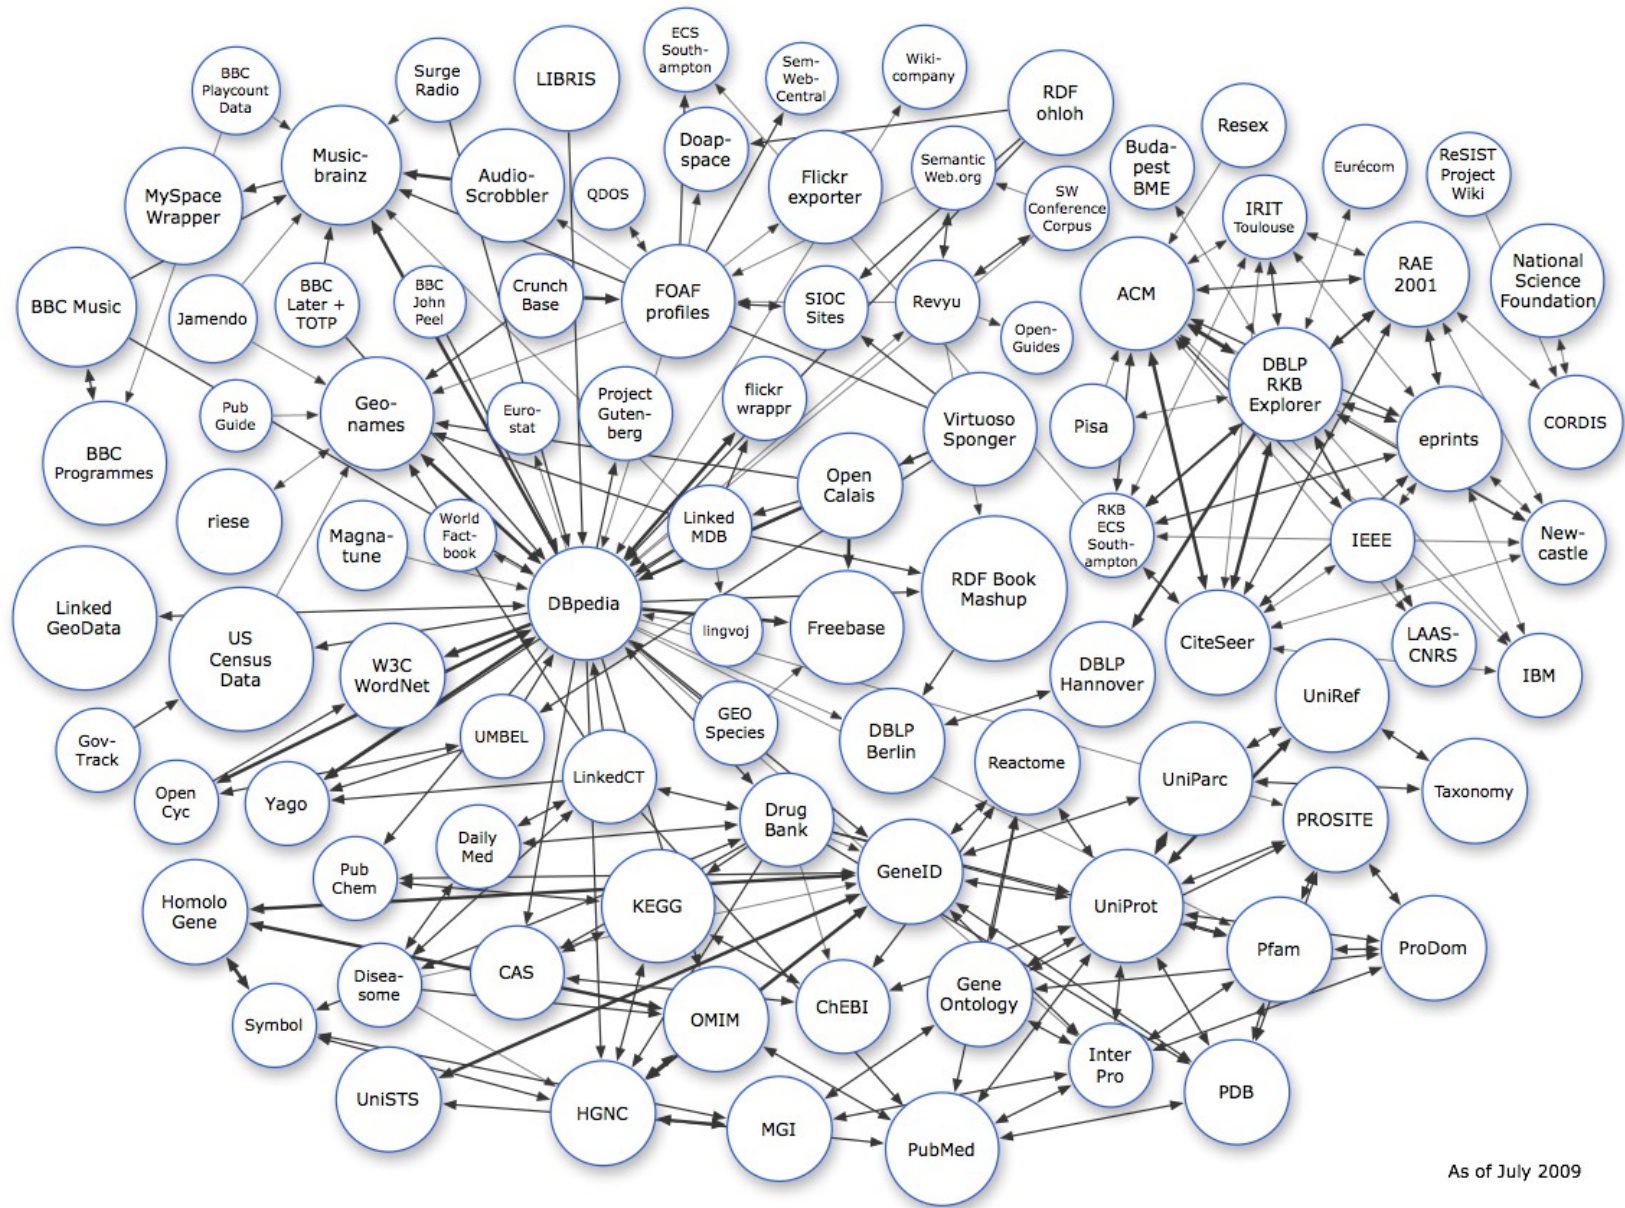 ECS
South-
ampton
Sem-
Web-
Central
Wiki-
company
BBC
Playcount
Data
Surge
Radio
LIBRIS
Doap-
space
RDF
ohloh
Resex
Music-
brainz
Audio-
Scrobbler
QDOS
Flickr
exporter
Semantic
Web.org
SW
Conference
Corpus
Buda-
pest
BME
Eurécom
ReSIST
Project
Wiki
MySpace
Wrapper
IRIT
Toulouse
RAE
2001
National
Science
Foundation
BBC Music
Jamendo
BBC
Later +
TOTP
BBC
John
Peel
Crunch
Base
FOAF
profiles
SIOC
Sites
Revyu
Open-
Guides
ACM
DBLP
RKB
Explorer
Pub
Guide
Geo-
names
Euro-
stat
Project
Guten-
berg
flickr
wrappr
Virtuoso
Sponger
Pisa
eprints
CORDIS
BBC
Programmes
Open
Calais
riese
Magna-
tune
World
Fact-
book
Linked
MDB
RKB
ECS
South-
ampton
IEEE
New-
castle
Linked
GeoData
US
Census
Data
W3C
WordNet
DBpedia
lingvoj
Freebase
RDF Book
Mashup
DBLP
Hannover
CiteSeer
LAAS-
CNRS
IBM
Gov-
Track
UMBEL
GEO
Species
DBLP
Berlin
Reactome
UniParc
UniRef
Taxonomy
Open
Cyc
Yago
LinkedCT
Drug
Bank
PROSITE
Daily
Med
Pub
Chem
Homolo
Gene
KEGG
GeneID
UniProt
Pfam
ProDom
Disea-
some
CAS
Symbol
OMIM
ChEBI
Gene
Ontology
Inter
Pro
PDB
UniSTS
HGNC
MGI
PubMed
As of July 2009